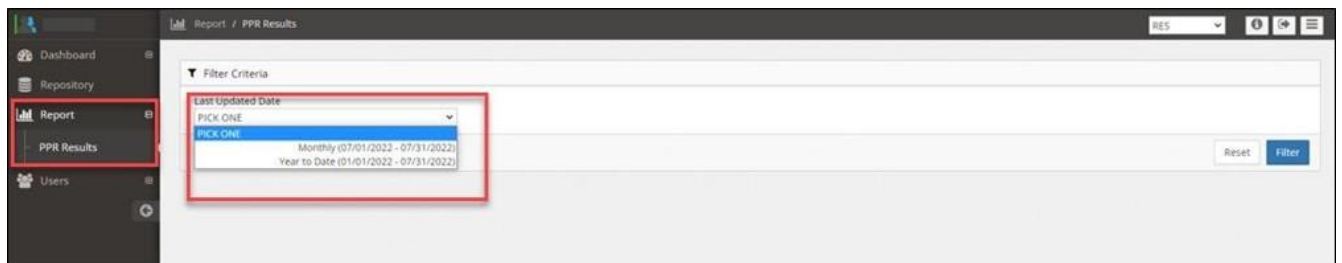 Report / PPR Results
RES
Dashboard
Repository
Report
PPR Results
Users
Filter Criteria
Last Updated Date
PICK ONE
PICK ONE
Monthly (07/01/2022 - 07/31/2022)
Year to Date (01/01/2022 - 07/31/2022)
Reset
Filter